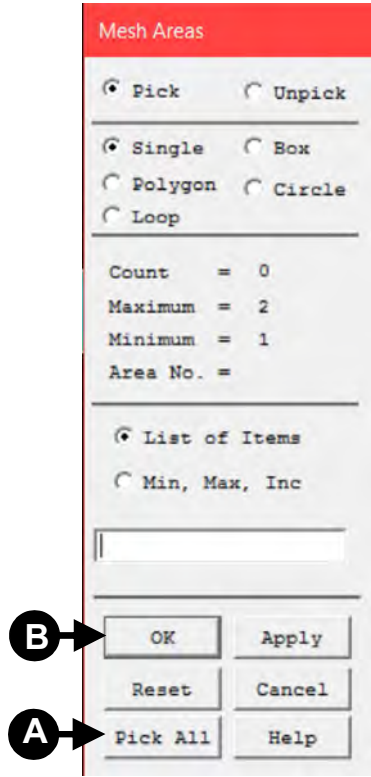 Mesh Areas
Pick Unpick
Single Box
Polygon Circle
Loop
Count = 0
Maximum = 2
Minimum = 1
Area No. =
List of Items
Min, Max, Inc
B OK Apply
Reset Cancel
A Pick All Help